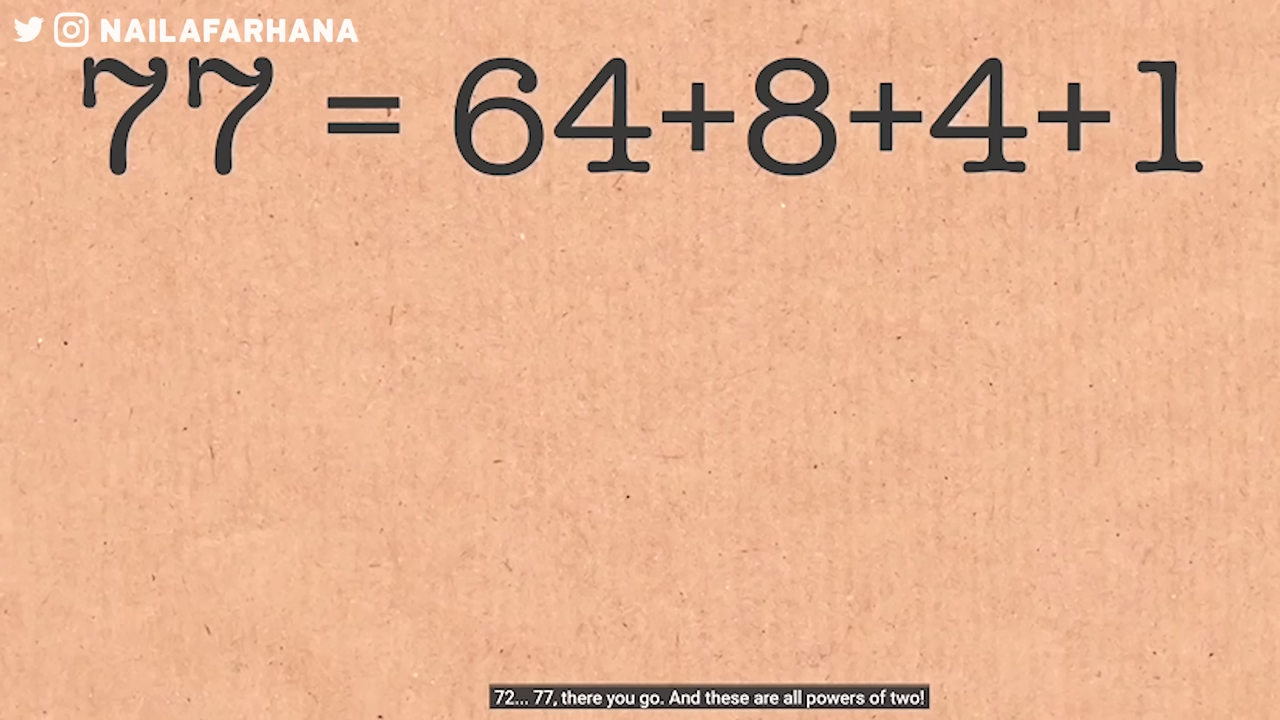 NAILAFARHANA
77 = 64+8+4+1
72... 77, there you go. And these are all powers of two!